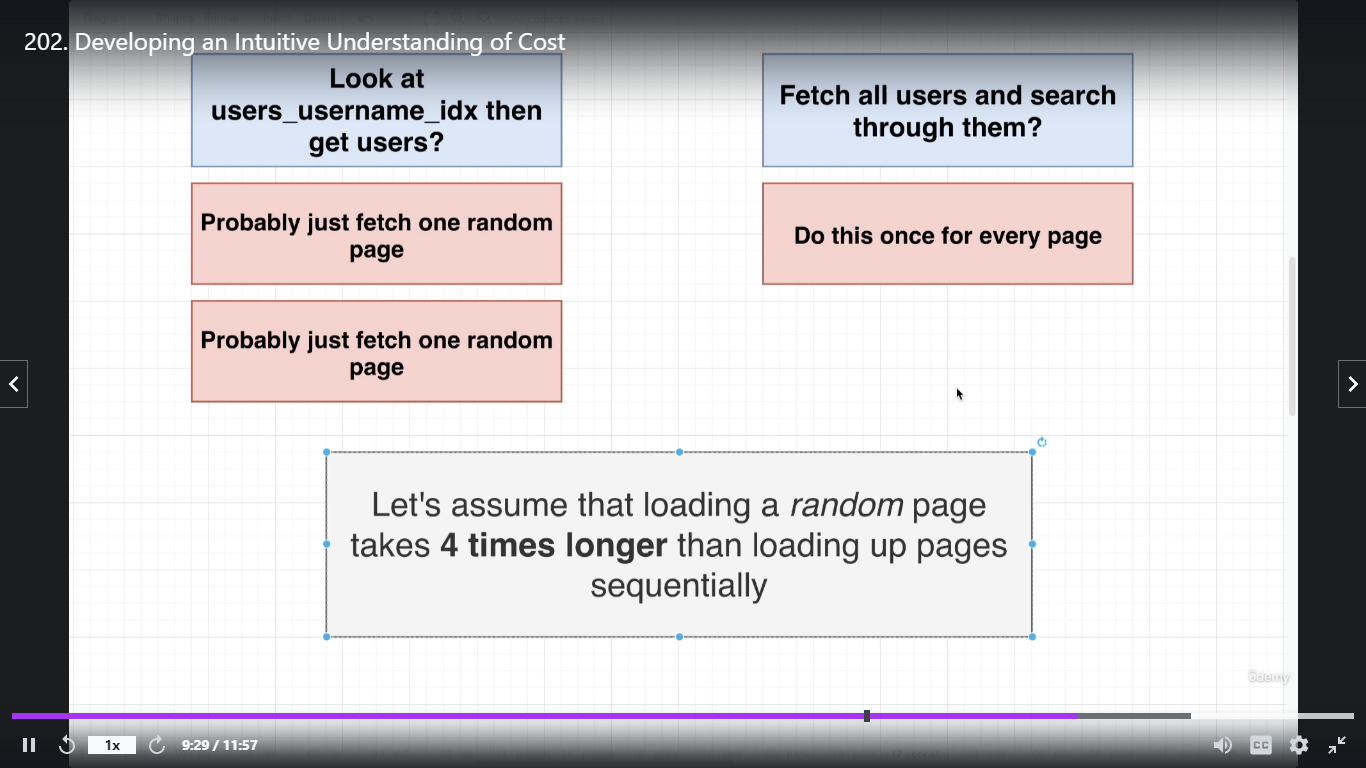 202. Developing an Intuitive Understanding of Cost
Look at
users_username_idx then
get users?
Fetch all users and search
through them?
Probably just fetch one random
page
Do this once for every page
Probably just fetch one random
page
Let's assume that loading a random page
takes 4 times longer than loading up pages
sequentially
ûdemy
1x
9:29 / 11:57
CC